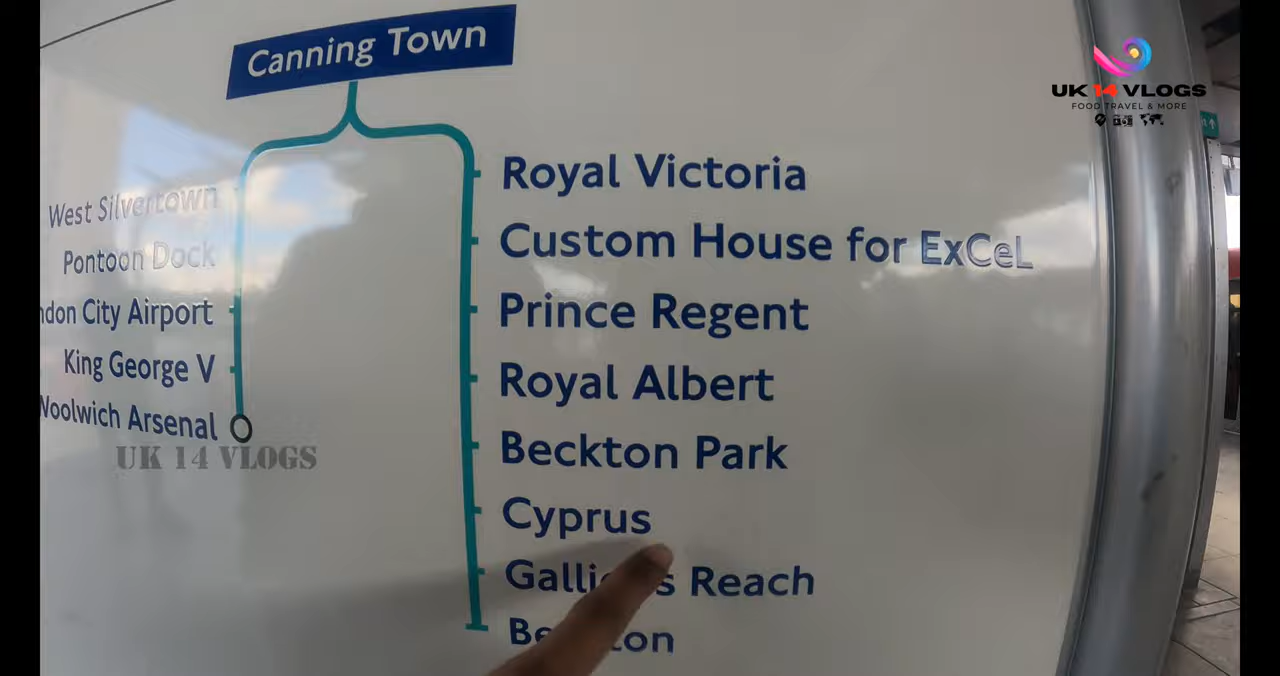 Canning Town
UK 14 VLOGS
FOOD TRAVEL & MORE
West Silvertown
Pontoon Dock
ndon City Airport
King George V
Woolwich Arsenal
UK 14 VLOGS
Royal Victoria
Custom House for ExCeL
Prince Regent
Royal Albert
Beckton Park
Cyprus
Reach